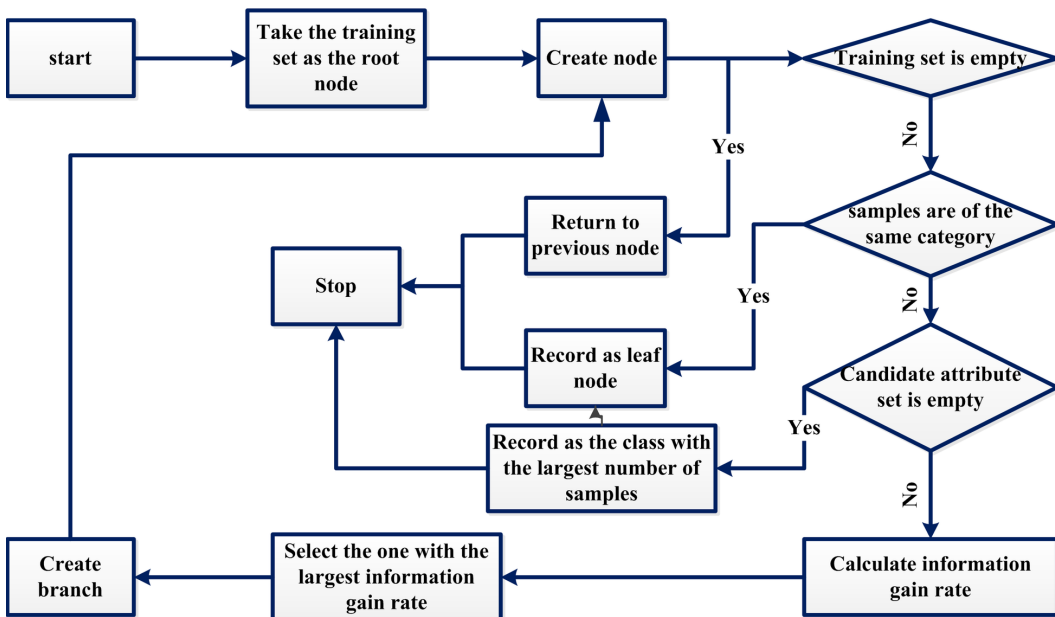 start
Take the training
set as the root
node
Create node
Training set is empty
No
Yes
samples are of the
same category
Return to
previous node
Stop
Yes
No
Record as leaf
node
Candidate attribute
set is empty
Yes
Record as the class with
the largest number of
samples
No
Create
branch
Select the one with the
largest information
gain rate
Calculate information
gain rate